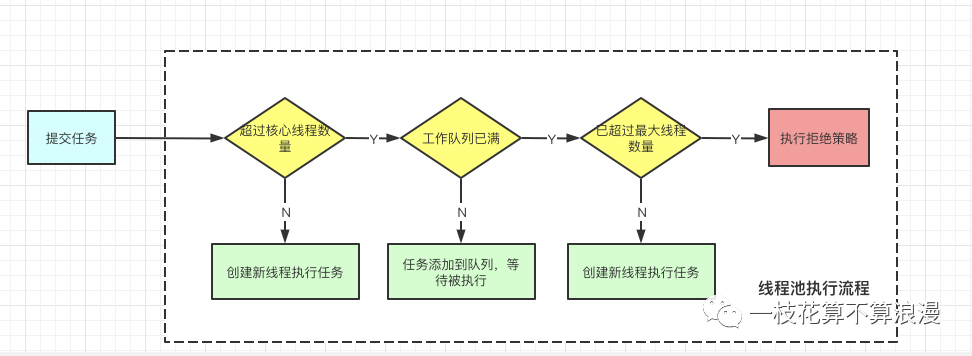 提交任务
超过核心线程数
量
Y
工作队列已满
Y
已超过最大线程
数量
Y
执行拒绝策略
N
N
N
创建新线程执行任务
任务添加到队列，等
待被执行
创建新线程执行任务
线程池执行流程
一枝花算不算浪漫